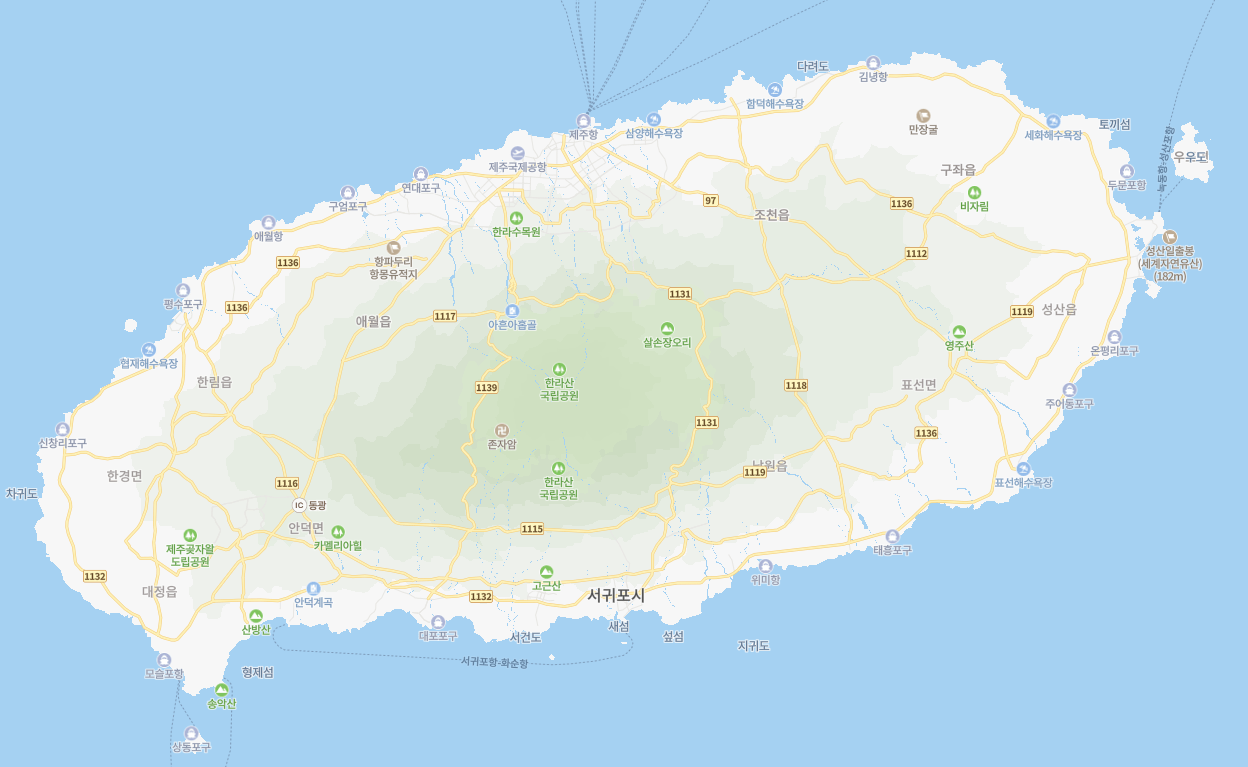 다려도
김녕항
함덕해수욕장
제주항
삼양해수욕장
만장굴
세화해수욕장
토끼섬
녹동항-성산포항
제주국제공항
우우도
구좌읍
연대포구
두문포항
구엄포구
97
1136
비자림
조천읍
한라수목원
애월항
1112
성산일출봉
(세계자연유산)
(182m)
항파두리
항몽유적지
1136
1131
평수포구
1136
1117
1119
성산읍
애월읍
아흔아홉골
살손장오리
영주산
온평리포구
협재해수욕장
한라산
국립공원
한림읍
1139
1118
표선면
주어동포구
1131
신창리포구
존자암
1136
한경면
남원읍
1119
한라산
국립공원
표선해수욕장
1116
차귀도
IC 동광
안덕면
1115
카멜리아힐
제주곶자왈
도립공원
태흥포구
위미항
1132
고근산
대정읍
안덕계곡
1132
서귀포시
산방산
대포포구
서건도
새섬
섶섬
지귀도
서귀포항-화순항
모슬포항
형제섬
송악산
상동포구